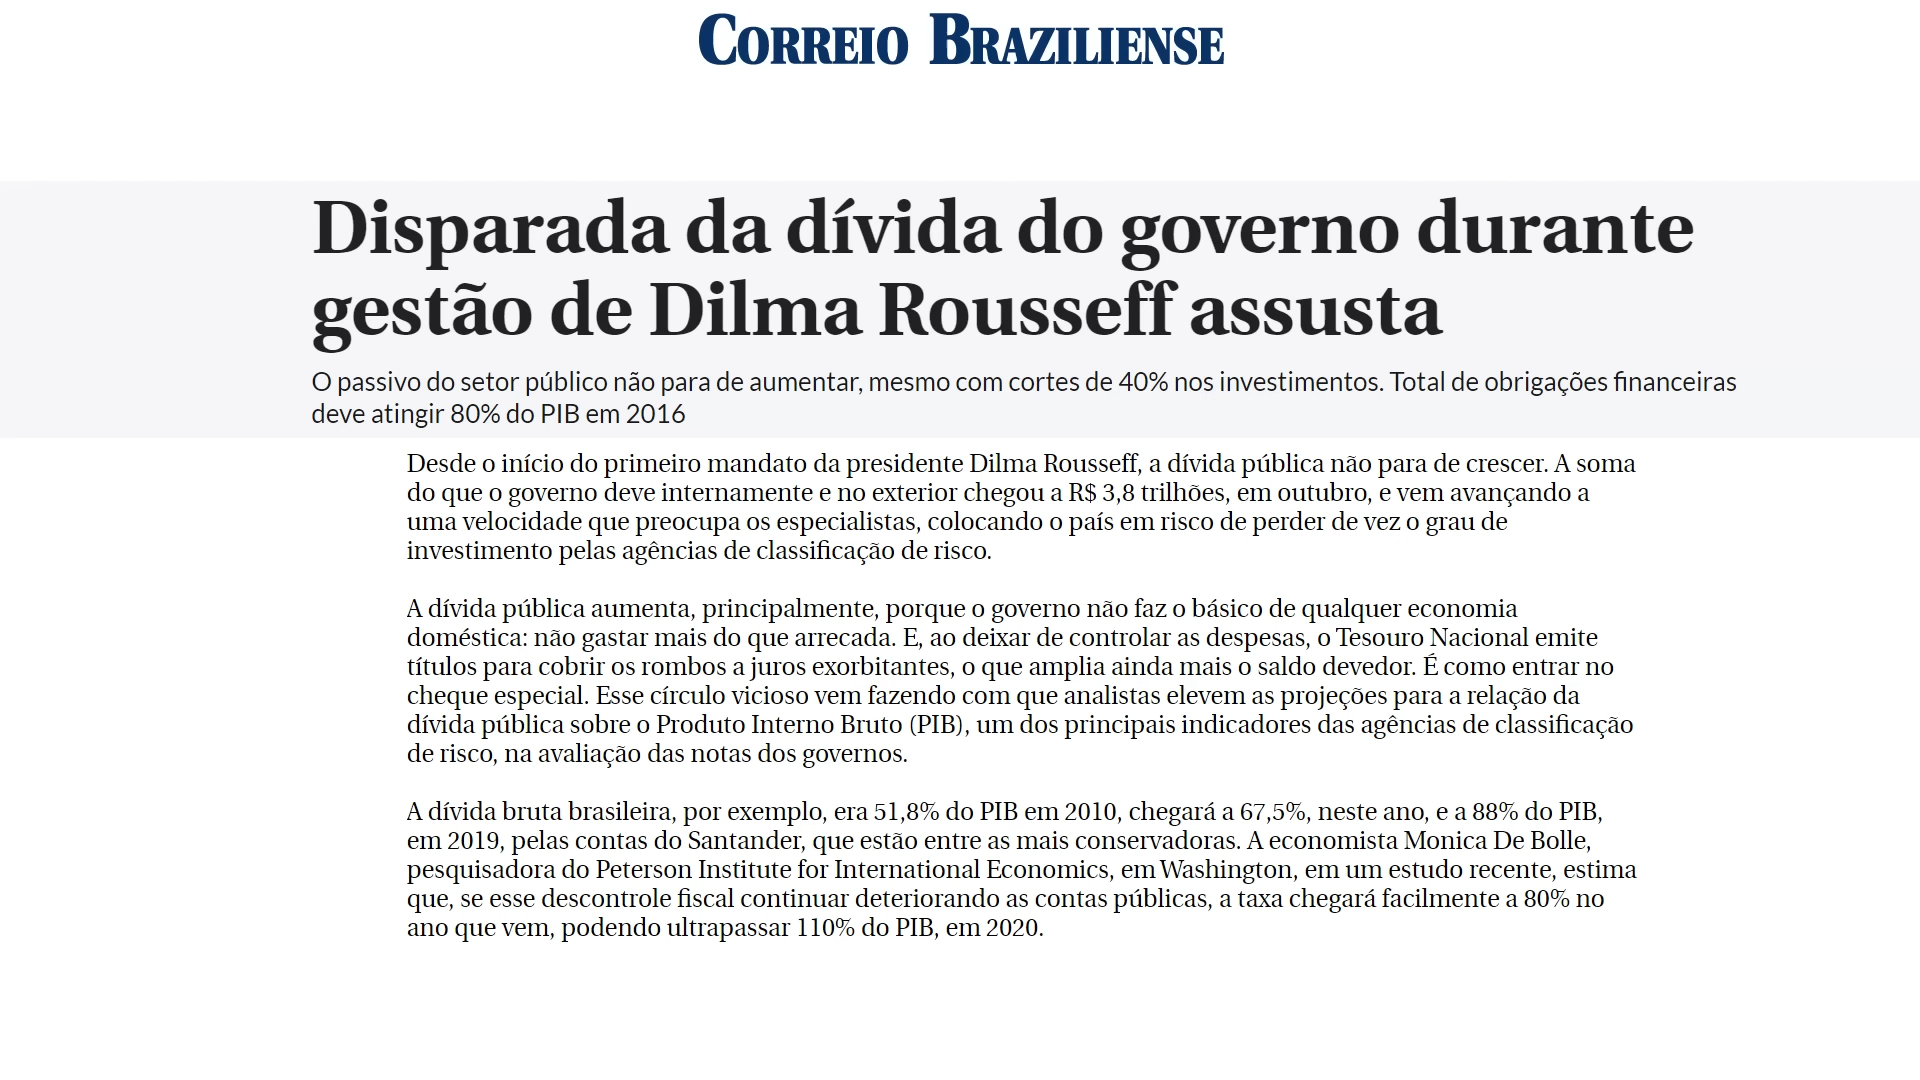 CORREIO BRAZILIENSE
Disparada da dívida do governo durante
gestão de Dilma Rousseff assusta
O passivo do setor público não para de aumentar, mesmo com cortes de 40% nos investimentos. Total de obrigações financeiras
deve atingir 80% do PIB em 2016
Desde o início do primeiro mandato da presidente Dilma Rousseff, a dívida pública não para de crescer. A soma
do que o governo deve internamente e no exterior chegou a R$ 3,8 trilhões, em outubro, e vem avançando a
uma velocidade que preocupa os especialistas, colocando o país em risco de perder de vez o grau de
investimento pelas agências de classificação de risco.
A dívida pública aumenta, principalmente, porque o governo não faz o básico de qualquer economia
doméstica: não gastar mais do que arrecada. E, ao deixar de controlar as despesas, o Tesouro Nacional emite
títulos para cobrir os rombos a juros exorbitantes, o que amplia ainda mais o saldo devedor. É como entrar no
cheque especial. Esse círculo vicioso vem fazendo com que analistas elevem as projeções para a relação da
dívida pública sobre o Produto Interno Bruto (PIB), um dos principais indicadores das agências de classificação
de risco, na avaliação das notas dos governos.
A dívida bruta brasileira, por exemplo, era 51,8% do PIB em 2010, chegará a 67,5%, neste ano, e a 88% do PIB,
em 2019, pelas contas do Santander, que estão entre as mais conservadoras. A economista Monica De Bolle,
pesquisadora do Peterson Institute for International Economics, em Washington, em um estudo recente, estima
que, se esse descontrole fiscal continuar deteriorando as contas públicas, a taxa chegará facilmente a 80% no
ano que vem, podendo ultrapassar 110% do PIB, em 2020.